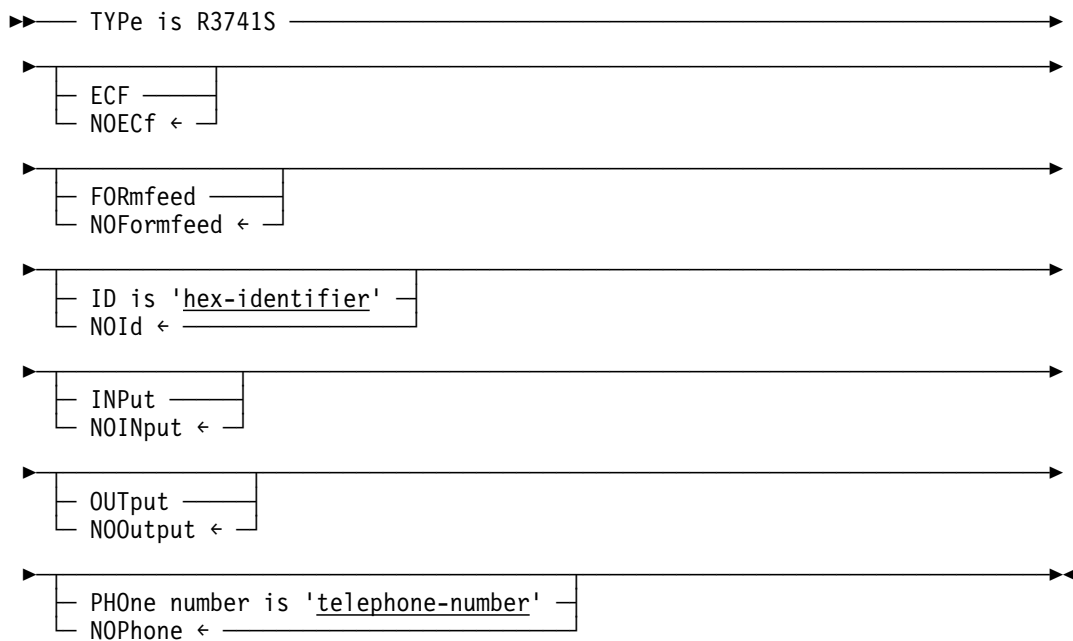 TYPe is R3741S
ECF
NOECf ←
FORmfeed
NOFormfeed ←
ID is 'hex-identifier'
NOId ←
INPut
NOINput ←
OUTput
NOOutput ←
PHOne number is 'telephone-number'
NOPhone ←